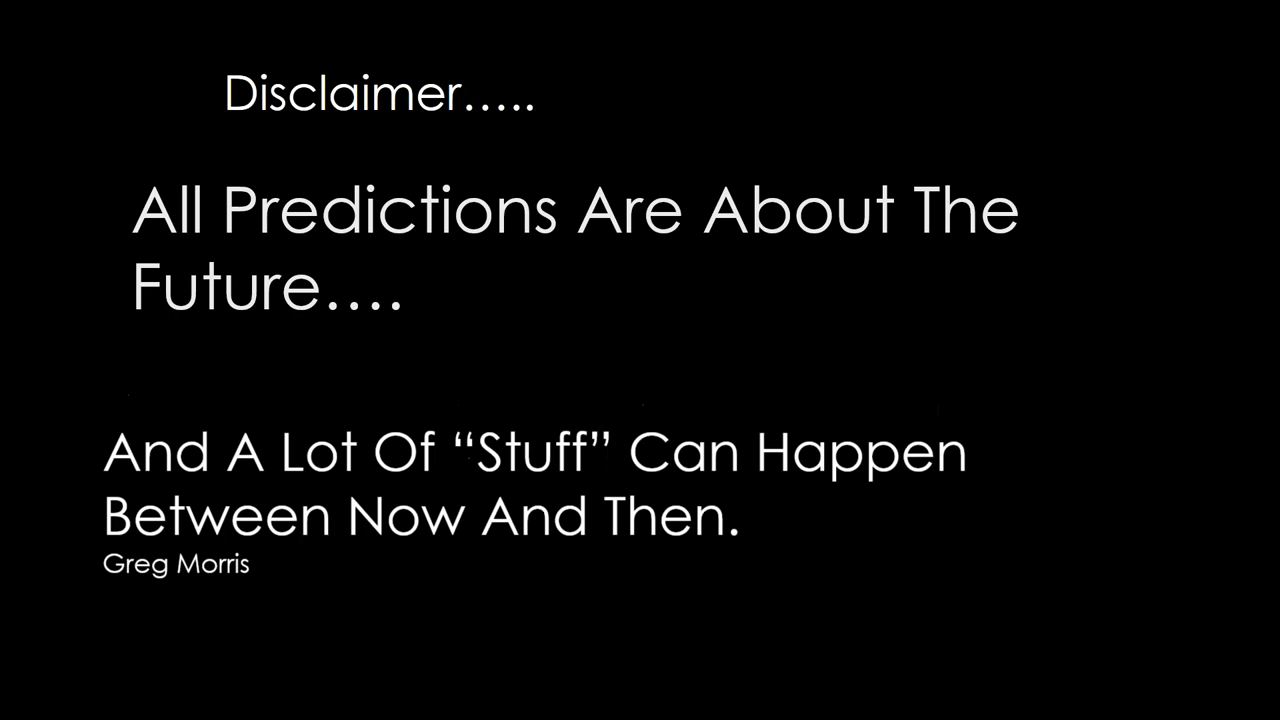 Disclaimer…..
All Predictions Are About The
Future….
And A Lot Of “Stuff” Can Happen
Between Now And Then.
Greg Morris